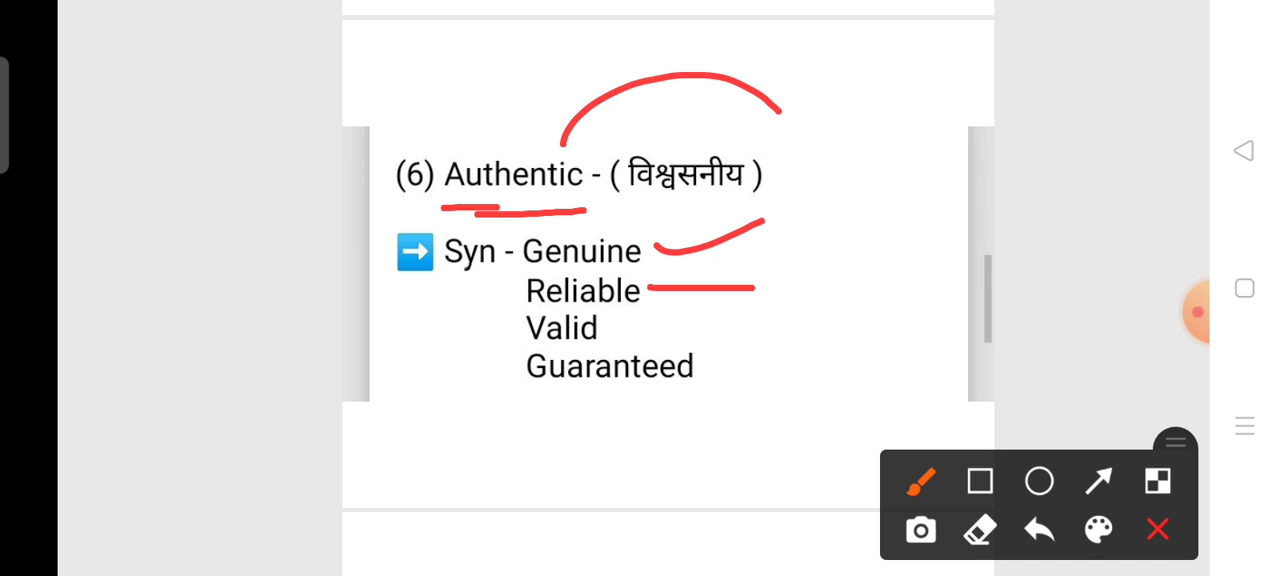 (6) Authentic - ( विश्वसनीय )
➡️ Syn - Genuine
Reliable
Valid
Guaranteed